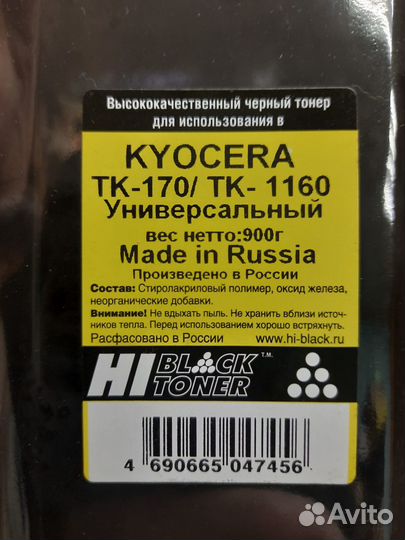 Высококачественный черный тонер
для использования в
KYOCERA
TK-170/ TK- 1160
Универсальный
вес нетто:900г
Made in Russia
Произведено в России
Состав: Стиролакриловый полимер, оксид железа,
неорганические добавки.
Внимание! Не вдыхать пыль. Не хранить вблизи источ-
ников тепла. Перед использованием хорошо встряхнуть.
Расфасовано в России www.hi-black.ru
HI BLACK TONER T.M.
4 690665 047456
Avito